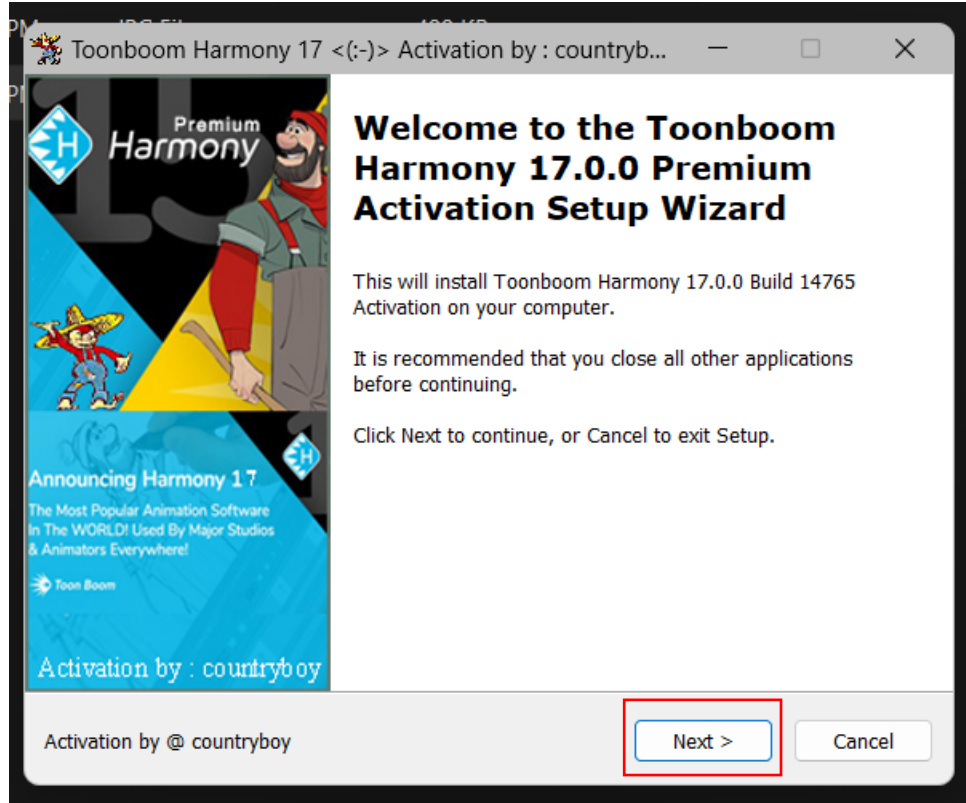 Toonboom Harmony 17 <(:-)> Activation by : countryb...
Premium
Harmony
H
Welcome to the Toonboom
Harmony 17.0.0 Premium
Activation Setup Wizard
This will install Toonboom Harmony 17.0.0 Build 14765
Activation on your computer.
It is recommended that you close all other applications
before continuing.
Click Next to continue, or Cancel to exit Setup.
H
Announcing Harmony 17
The Most Popular Animation Software
In The WORLD! Used By Major Studios
& Animators Everywhere!
Toon Boom
Activation by : countryboy
Activation by @ countryboy
Next >
Cancel